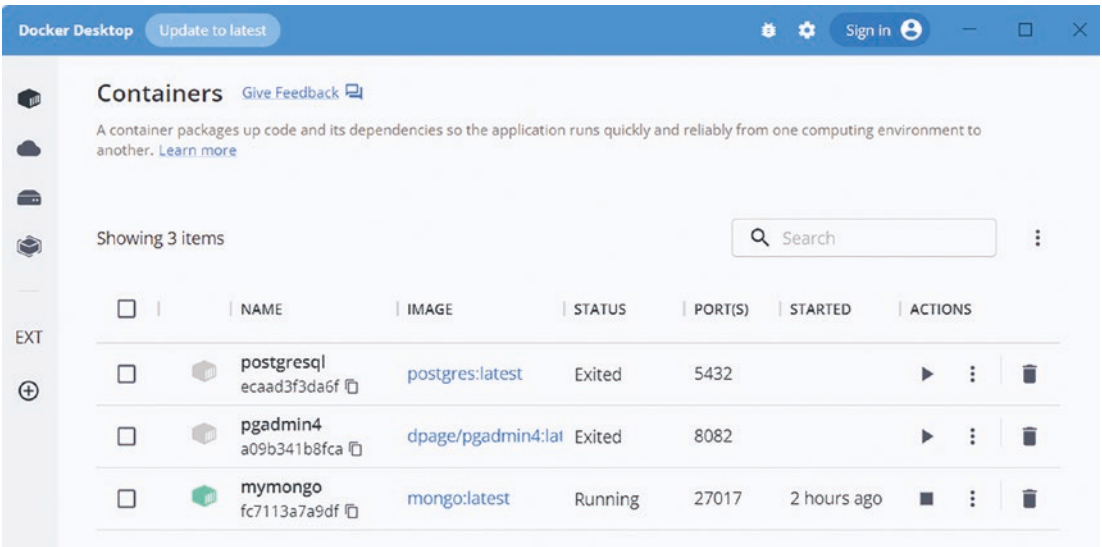 Docker Desktop Update to latest Sign in
Containers Give Feedback
A container packages up code and its dependencies so the application runs quickly and reliably from one computing environment to
another. Learn more
Showing 3 items Search
NAME IMAGE STATUS PORT(S) STARTED ACTIONS
EXT
postgresql
ecaad3f3da6f
postgres:latest Exited 5432
pgadmin4
a09b341b8fca
dpage/pgadmin4:lat Exited 8082
mymongo
fc7113a7a9df
mongo:latest Running 27017 2 hours ago